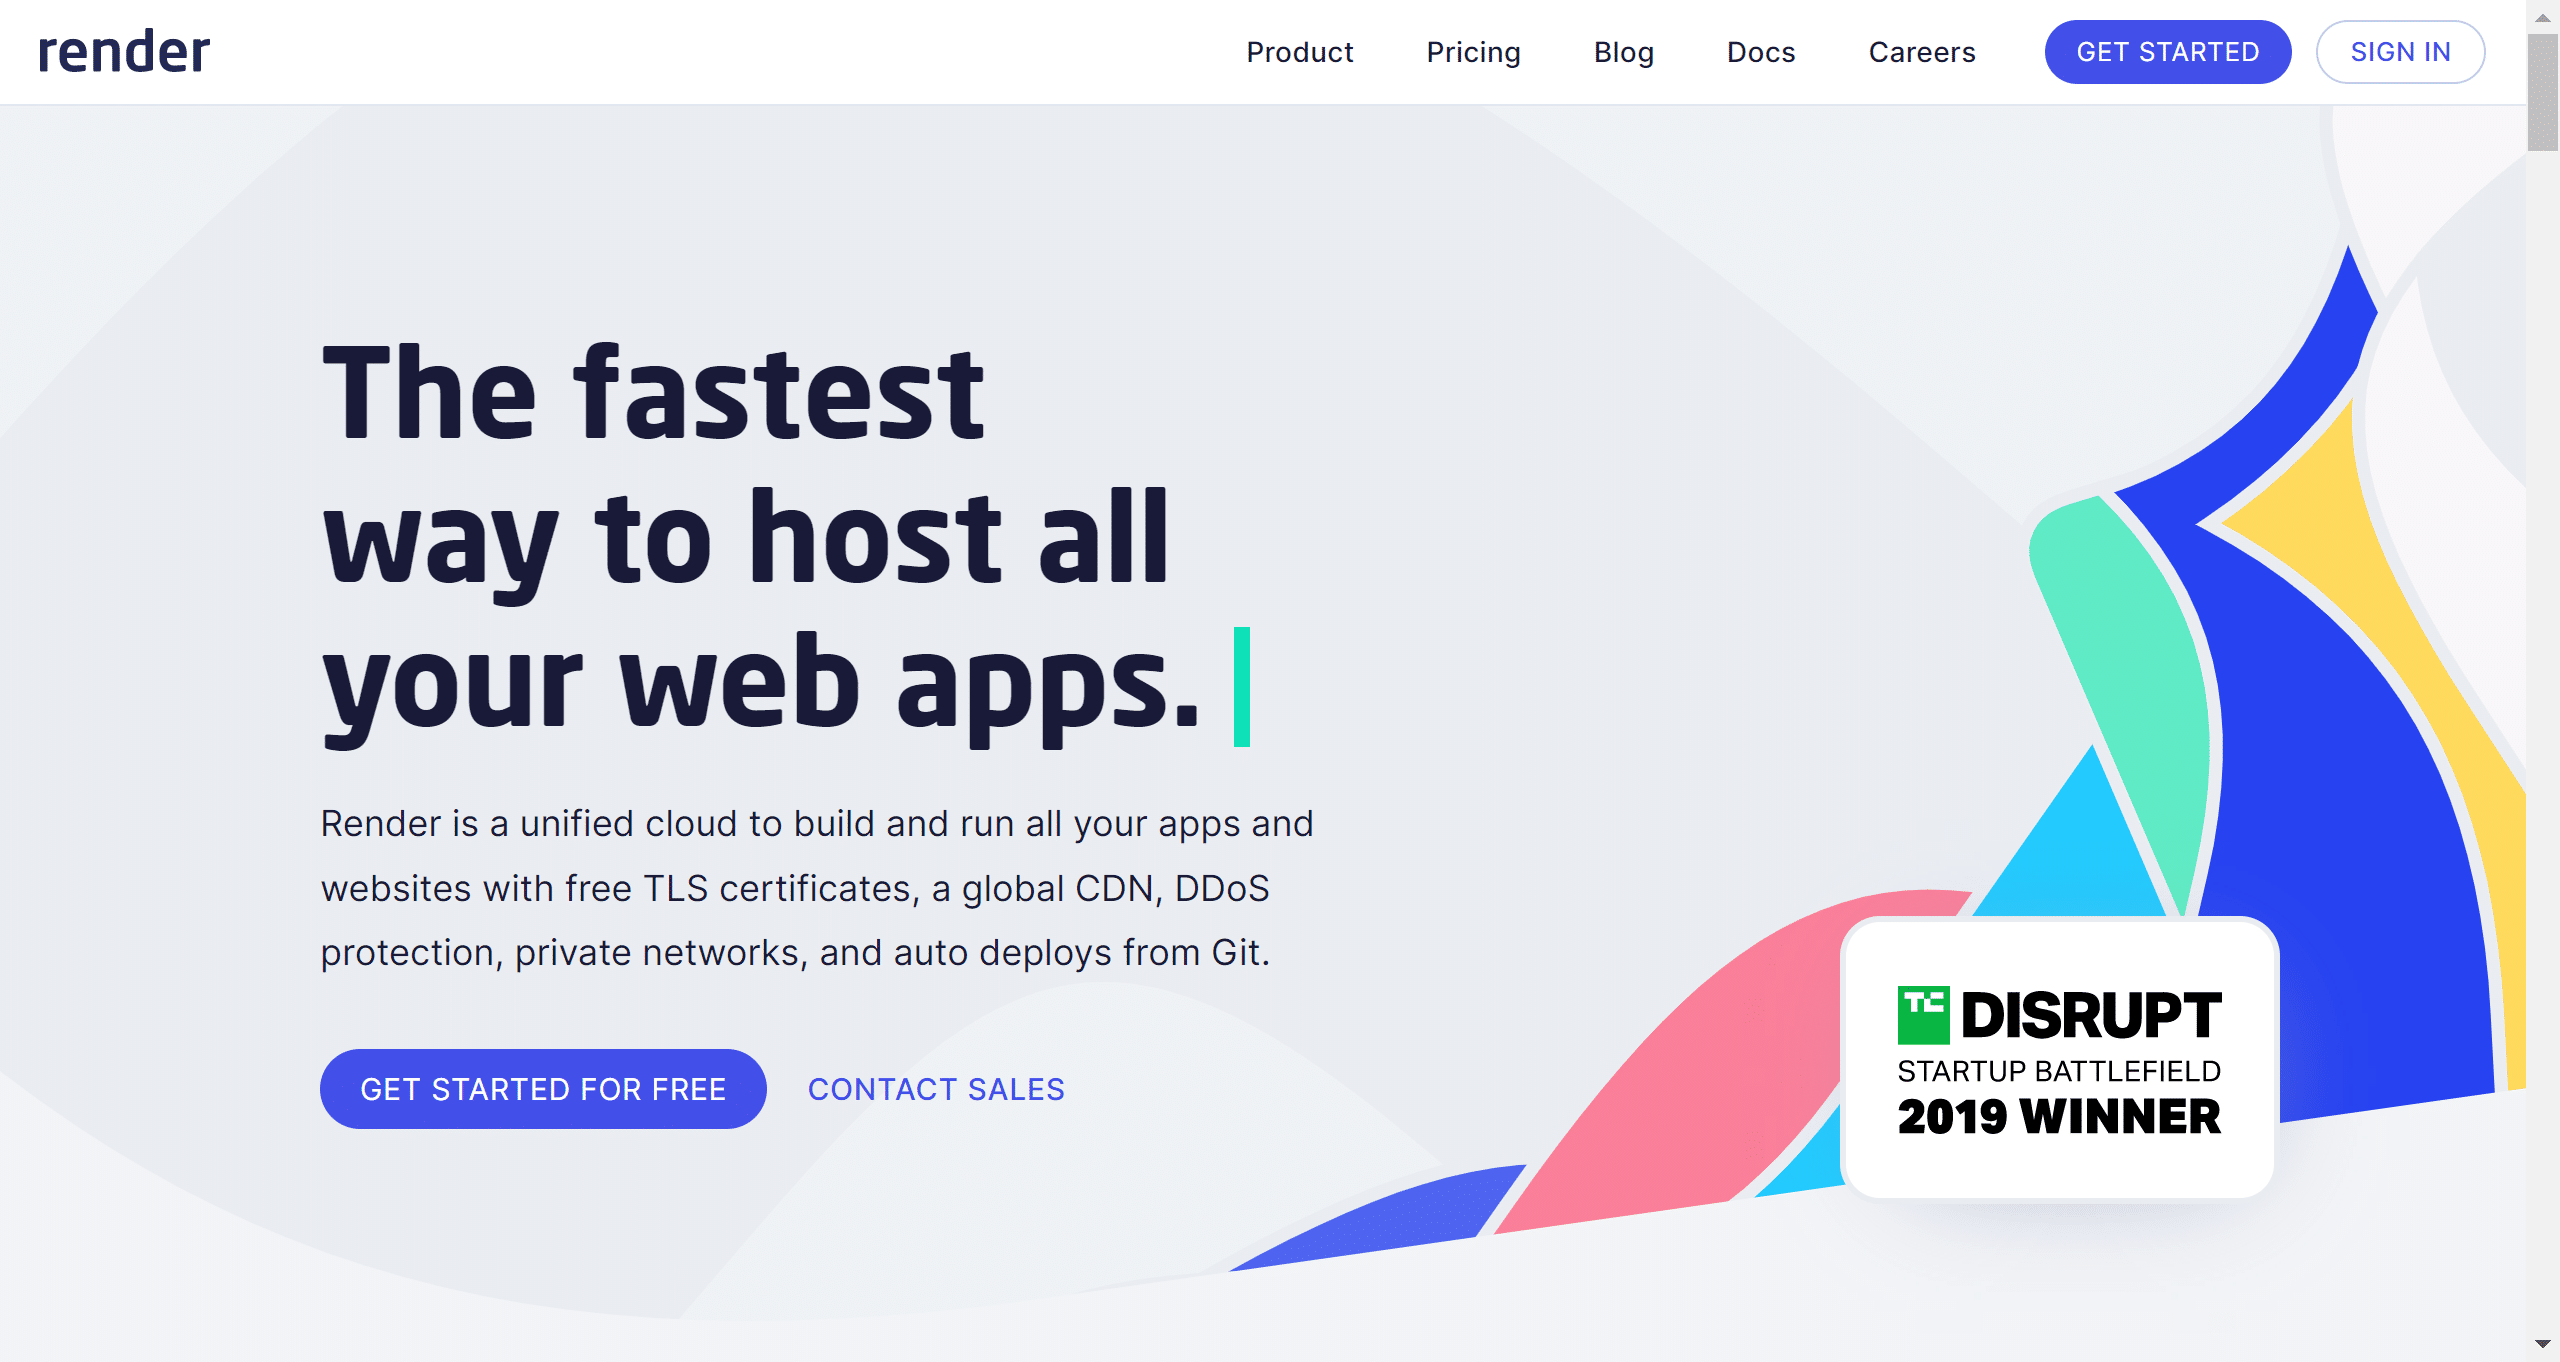 render
Product
Pricing
Blog
Docs
Careers
GET STARTED
SIGN IN
The fastest
way to host all
your web apps.
Render is a unified cloud to build and run all your apps and
websites with free TLS certificates, a global CDN, DDoS
protection, private networks, and auto deploys from Git.
GET STARTED FOR FREE
CONTACT SALES
TC DISRUPT
STARTUP BATTLEFIELD
2019 WINNER